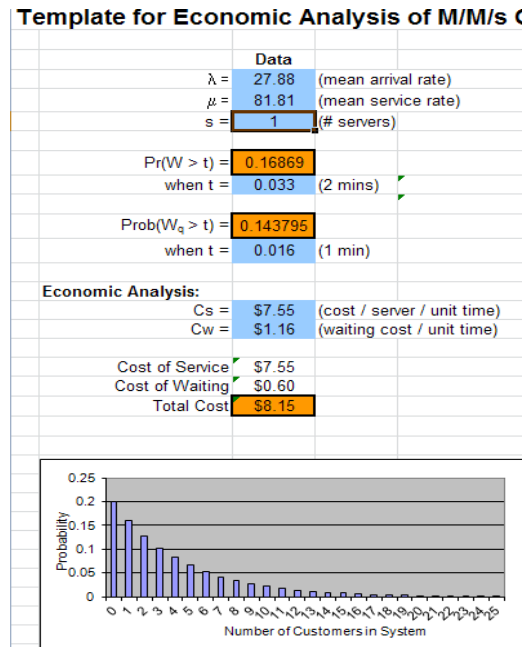 Template for Economic Analysis of M/M/s
Data
λ = 27.88 (mean arrival rate)
μ = 81.81 (mean service rate)
s = 1 (# servers)
Pr(W > t) = 0.16869
when t = 0.033 (2 mins)
Prob(Wq > t) = 0.143795
when t = 0.016 (1 min)
Economic Analysis:
Cs = $7.55 (cost / server / unit time)
Cw = $1.16 (waiting cost / unit time)
Cost of Service $7.55
Cost of Waiting $0.60
Total Cost $8.15
Probability
0.25
0.2
0.15
0.1
0.05
0
0 1 2 3 4 5 6 7 8 9 10 11 12 13 14 15 16 17 18 19 20 21 22 23 24 25
Number of Customers in System